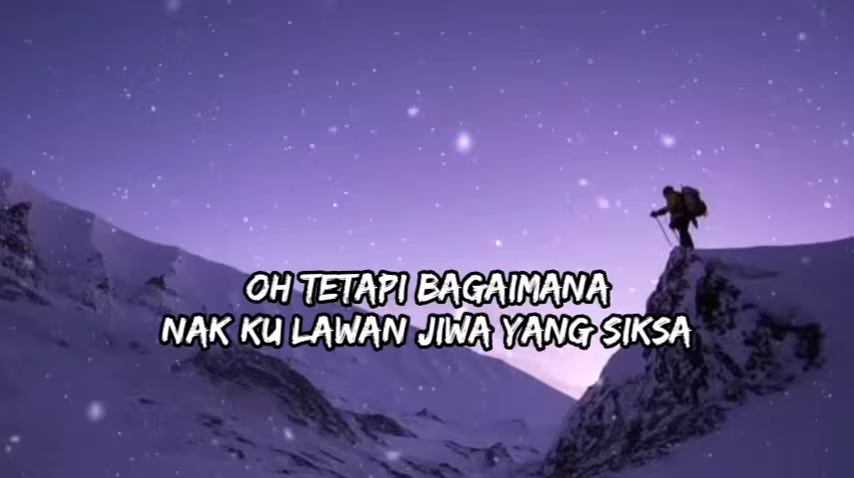 OH TETAPI BAGAIMANA
NAK KU LAWAN JIWA YANG SIKSA